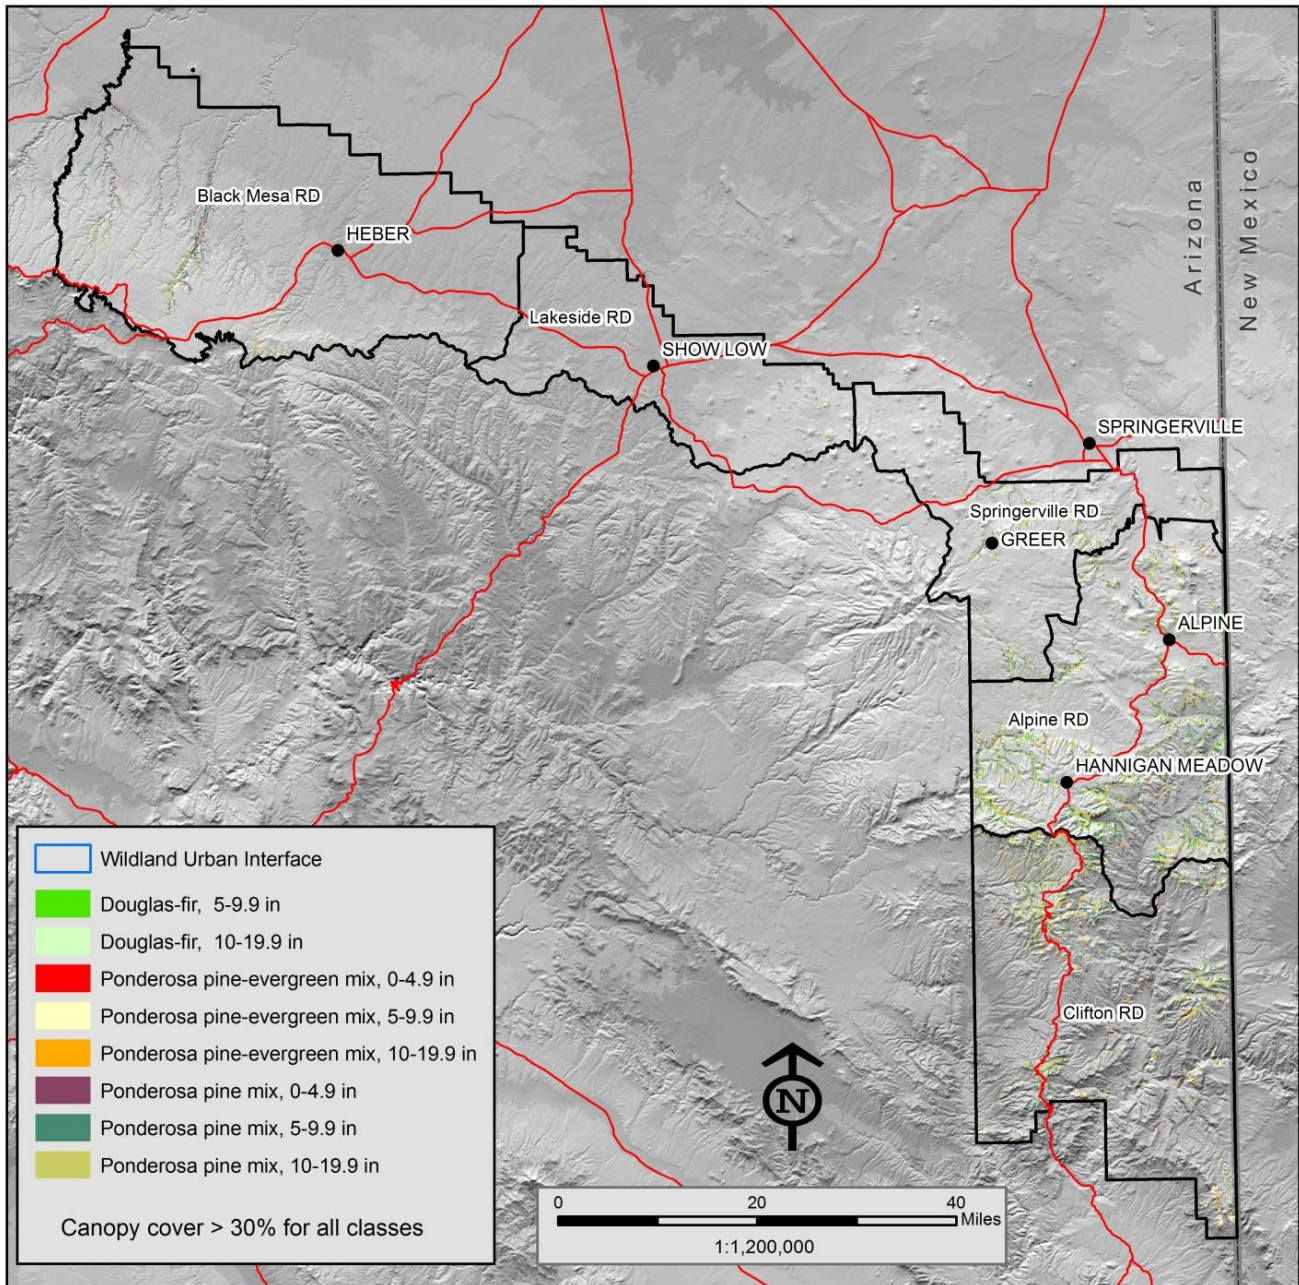 Black Mesa RD
HEBER
Lakeside RD
SHOW LOW
Arizona
New Mexico
SPRINGERVILLE
Springerville RD
GREER
ALPINE
Alpine RD
HANNIGAN MEADOW
Clifton RD
Wildland Urban Interface
Douglas-fir, 5-9.9 in
Douglas-fir, 10-19.9 in
Ponderosa pine-evergreen mix, 0-4.9 in
Ponderosa pine-evergreen mix, 5-9.9 in
Ponderosa pine-evergreen mix, 10-19.9 in
Ponderosa pine mix, 0-4.9 in
Ponderosa pine mix, 5-9.9 in
Ponderosa pine mix, 10-19.9 in
Canopy cover > 30% for all classes
N
0 20 40
Miles
1:1,200,000